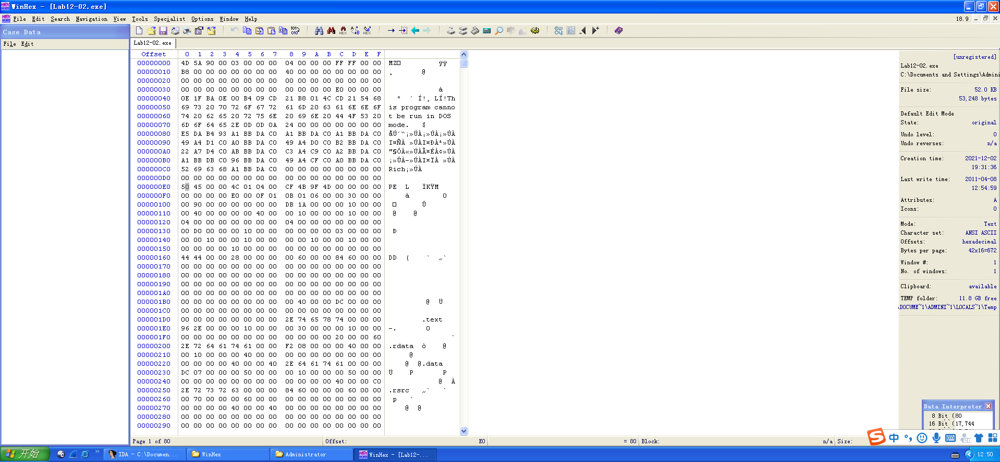 WinHex - [Lab12-02.exe]
File Edit Search Navigation View Tools Specialist Options Window Help
18.9
Case Data
File Edit
Lab12-02.exe
Offset 0 1 2 3 4 5 6 7 8 9 A B C D E F
00000000 4D 5A 90 00 03 00 00 00 04 00 00 00 FF FF 00 00 MZ□ ÿÿ
00000010 B8 00 00 00 00 00 00 00 40 00 00 00 00 00 00 00 ¸ @
00000020 00 00 00 00 00 00 00 00 00 00 00 00 00 00 00 00
00000030 00 00 00 00 00 00 00 00 00 00 00 00 E0 00 00 00 à
00000040 0E 1F BA 0E 00 B4 09 CD 21 B8 01 4C CD 21 54 68 º ´ Í!¸ LÍ!Th
00000050 69 73 20 70 72 6F 67 72 61 6D 20 63 61 6E 6E 6F is program canno
00000060 74 20 62 65 20 72 75 6E 20 69 6E 20 44 4F 53 20 t be run in DOS
00000070 6D 6F 64 65 2E 0D 0D 0A 24 00 00 00 00 00 00 00 mode. $
00000080 E5 DA B4 93 A1 BB DA C0 A1 BB DA C0 A1 BB DA C0 åÚ´“¡»ÚÀ¡»ÚÀ¡»ÚÀ
00000090 49 A4 D1 C0 A0 BB DA C0 49 A4 D0 C0 B2 BB DA C0 I¤ÑÀ »ÚÀI¤ÐÀ²»ÚÀ
000000A0 22 A7 D4 C0 AB BB DA C0 C3 A4 C9 C0 A2 BB DA C0 "§ÔÀ«»ÚÀÃ¤ÉÀ¢»ÚÀ
000000B0 A1 BB DB C0 96 BB DA C0 49 A4 CF C0 A0 BB DA C0 ¡»ÛÀ–»ÚÀI¤ÏÀ »ÚÀ
000000C0 52 69 63 68 A1 BB DA C0 00 00 00 00 00 00 00 00 Rich¡»ÚÀ
000000D0 00 00 00 00 00 00 00 00 00 00 00 00 00 00 00 00
000000E0 50 45 00 00 4C 01 04 00 CF 4B 9F 4D 00 00 00 00 PE L ÏKŸM
000000F0 00 00 00 00 E0 00 0F 01 0B 01 06 00 00 30 00 00 à 0
00000100 00 90 00 00 00 00 00 00 DB 1A 00 00 00 10 00 00 □ Û
00000110 00 40 00 00 00 00 40 00 00 10 00 00 00 10 00 00 @ @
00000120 04 00 00 00 00 00 00 00 04 00 00 00 00 00 00 00
00000130 00 D0 00 00 00 10 00 00 00 00 00 00 03 00 00 00 Ð
00000140 00 00 10 00 00 10 00 00 00 00 10 00 00 10 00 00
00000150 00 00 00 00 10 00 00 00 00 00 00 00 00 00 00 00
00000160 44 44 00 00 28 00 00 00 00 60 00 00 84 60 00 00 DD ( ` „`
00000170 00 00 00 00 00 00 00 00 00 00 00 00 00 00 00 00
00000180 00 00 00 00 00 00 00 00 00 00 00 00 00 00 00 00
00000190 00 00 00 00 00 00 00 00 00 00 00 00 00 00 00 00
000001A0 00 00 00 00 00 00 00 00 00 00 00 00 00 00 00 00
000001B0 00 00 00 00 00 00 00 00 00 40 00 00 DC 00 00 00 @ Ü
000001C0 00 00 00 00 00 00 00 00 00 00 00 00 00 00 00 00
000001D0 00 00 00 00 00 00 00 00 2E 74 65 78 74 00 00 00 .text
000001E0 96 2E 00 00 00 10 00 00 00 30 00 00 00 10 00 00 –. 0
000001F0 00 00 00 00 00 00 00 00 00 00 00 00 20 00 00 60 `
00000200 2E 72 64 61 74 61 00 00 F2 08 00 00 00 40 00 00 .rdata ò @
00000210 00 10 00 00 00 40 00 00 00 00 00 00 00 00 00 00 @
00000220 00 00 00 00 40 00 00 40 2E 64 61 74 61 00 00 00 @ @.data
00000230 DC 07 00 00 00 50 00 00 00 10 00 00 00 50 00 00 Ü P P
00000240 00 00 00 00 00 00 00 00 00 00 00 00 40 00 00 C0 @ À
00000250 2E 72 73 72 63 00 00 00 84 60 00 00 00 60 00 00 .rsrc „` `
00000260 00 70 00 00 00 60 00 00 00 00 00 00 00 00 00 00 p `
00000270 00 00 00 00 40 00 00 40 00 00 00 00 00 00 00 00 @ @
00000280 00 00 00 00 00 00 00 00 00 00 00 00 00 00 00 00
00000290 00 00 00 00 00 00 00 00 00 00 00 00 00 00 00 00
[unregistered]
Lab12-02.exe
C:\Documents and Settings\Admini
File size: 52.0 KB
53,248 bytes
Default Edit Mode
State: original
Undo level: 0
Undo reverses: n/a
Creation time: 2021-12-02
19:31:36
Last write time: 2011-04-08
12:54:59
Attributes: A
Icons: 0
Mode: Text
Character set: ANSI ASCII
Offsets: hexadecimal
Bytes per page: 42x16=672
Window #: 1
No. of windows: 1
Clipboard: available
TEMP folder: 11.8 GB free
\DOCUME~1\ADMINI~1\LOCALS~1\Temp
Data Interpreter
8 Bit (80
16 Bit (17,744
Page 1 of 80 Offset: E0 = 80 Block: n/a Size:
中
开始 IDA - C:\Documen... WinHex Administrator WinHex - [Lab12-... 12:50